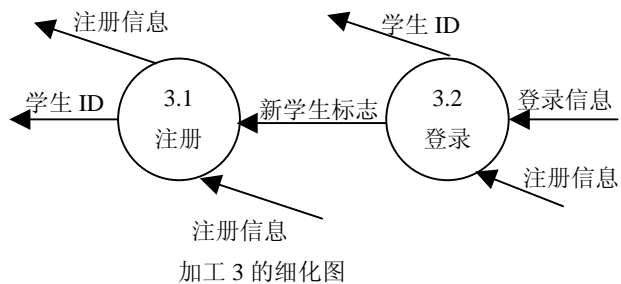 注册信息
学生 ID
学生 ID
3.1
注册
新学生标志
3.2
登录
登录信息
注册信息
注册信息
加工 3 的细化图